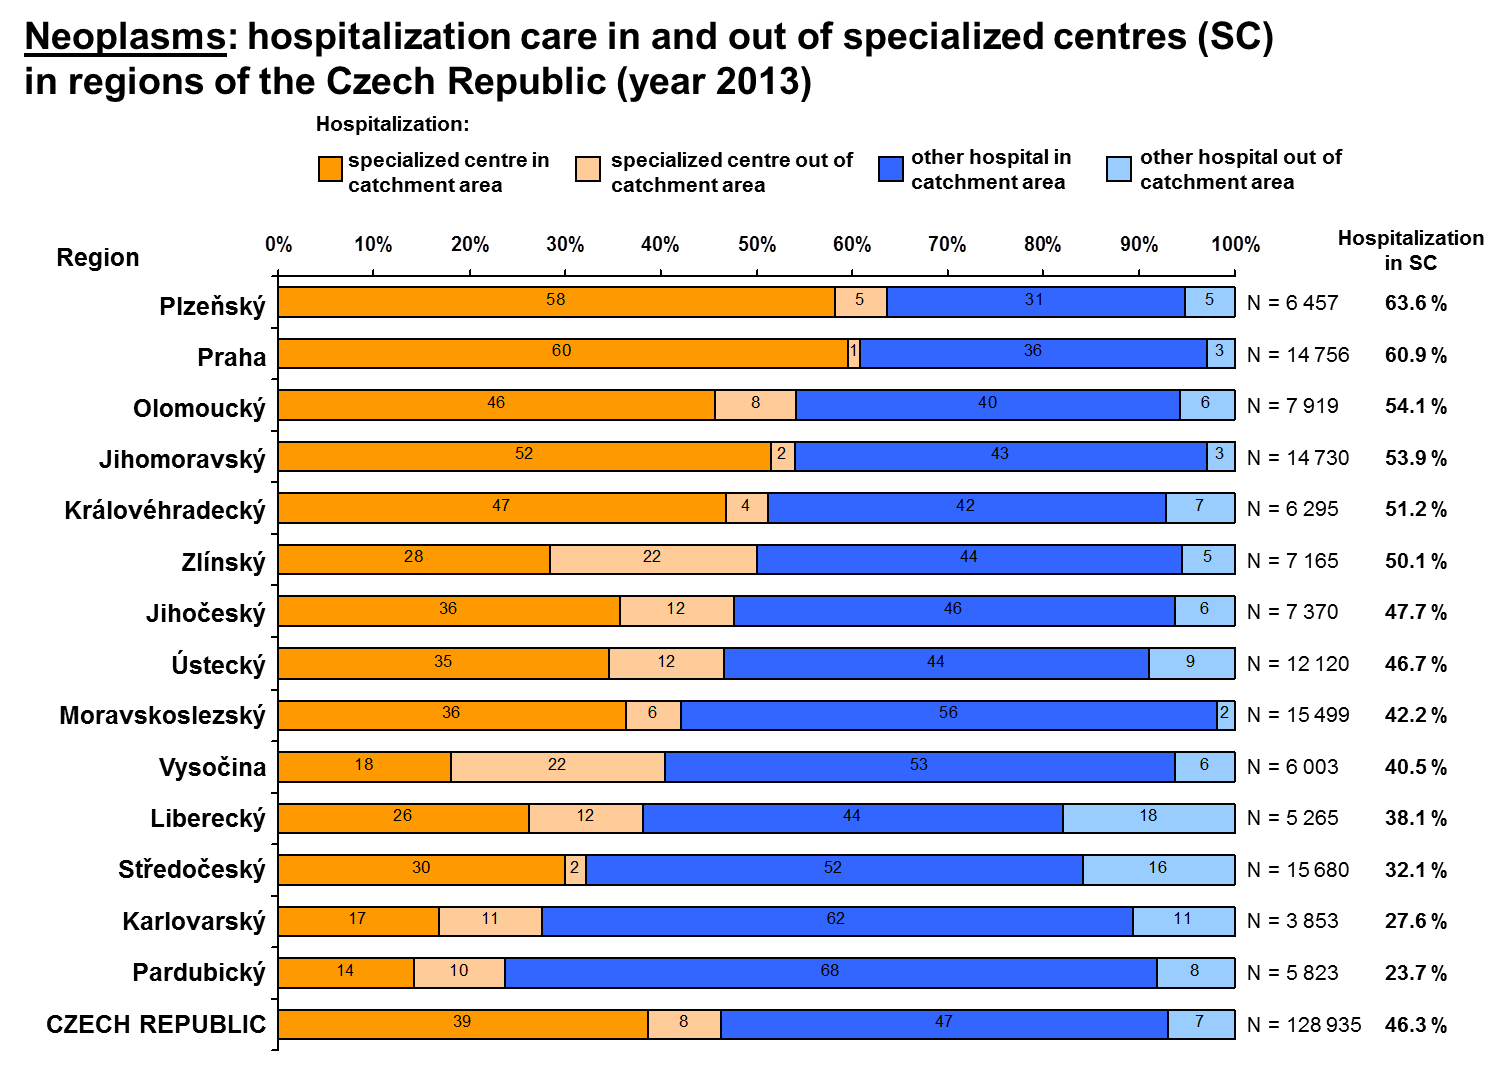 Neoplasms: hospitalization care in and out of specialized centres (SC)
in regions of the Czech Republic (year 2013)
Hospitalization:
specialized centre in
catchment area
specialized centre out of
catchment area
other hospital in
catchment area
other hospital out of
catchment area
Region 0% 10% 20% 30% 40% 50% 60% 70% 80% 90% 100% Hospitalization
in SC
Plzeňský 58 5 31 5 N = 6 457 63.6 %
Praha 60 1 36 3 N = 14 756 60.9 %
Olomoucký 46 8 40 6 N = 7 919 54.1 %
Jihomoravský 52 2 43 3 N = 14 730 53.9 %
Královéhradecký 47 4 42 7 N = 6 295 51.2 %
Zlínský 28 22 44 5 N = 7 165 50.1 %
Jihočeský 36 12 46 6 N = 7 370 47.7 %
Ústecký 35 12 44 9 N = 12 120 46.7 %
Moravskoslezský 36 6 56 2 N = 15 499 42.2 %
Vysočina 18 22 53 6 N = 6 003 40.5 %
Liberecký 26 12 44 18 N = 5 265 38.1 %
Středočeský 30 2 52 16 N = 15 680 32.1 %
Karlovarský 17 11 62 11 N = 3 853 27.6 %
Pardubický 14 10 68 8 N = 5 823 23.7 %
CZECH REPUBLIC 39 8 47 7 N = 128 935 46.3 %